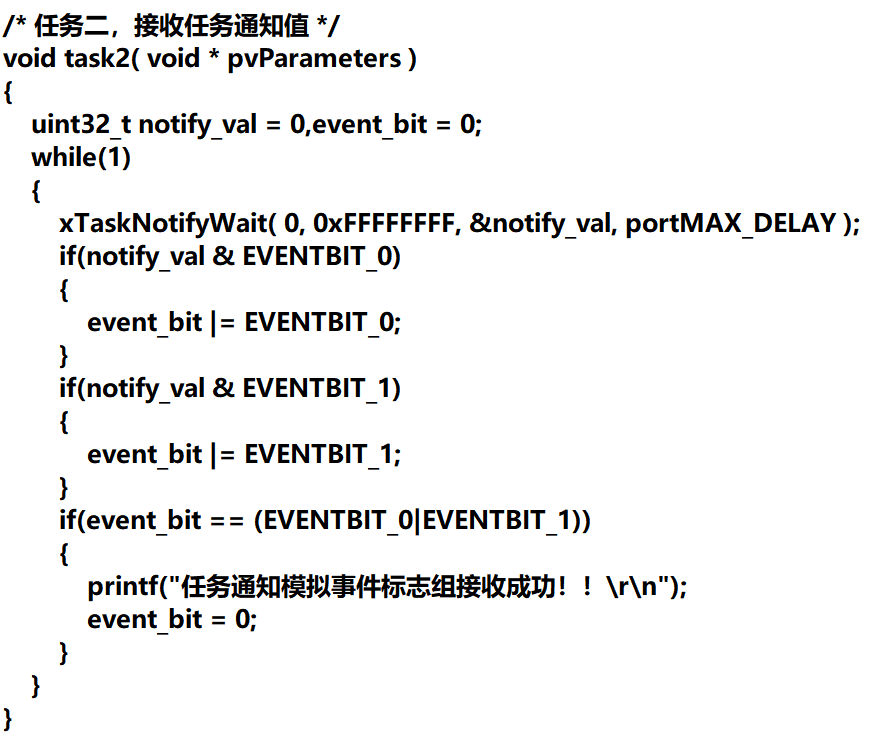 /* 任务二，接收任务通知值 */
void task2( void * pvParameters )
{
    uint32_t notify_val = 0,event_bit = 0;
    while(1)
    {
        xTaskNotifyWait( 0, 0xFFFFFFFF, &notify_val, portMAX_DELAY );
        if(notify_val & EVENTBIT_0)
        {
            event_bit |= EVENTBIT_0;
        }
        if(notify_val & EVENTBIT_1)
        {
            event_bit |= EVENTBIT_1;
        }
        if(event_bit == (EVENTBIT_0|EVENTBIT_1))
        {
            printf("任务通知模拟事件标志组接收成功！！\r\n");
            event_bit = 0;
        }
    }
}